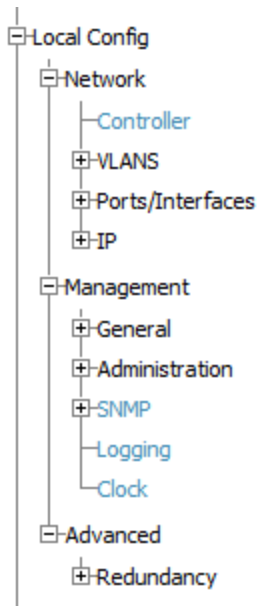 Local Config
Network
Controller
VLANS
Ports/Interfaces
IP
Management
General
Administration
SNMP
Logging
Clock
Advanced
Redundancy